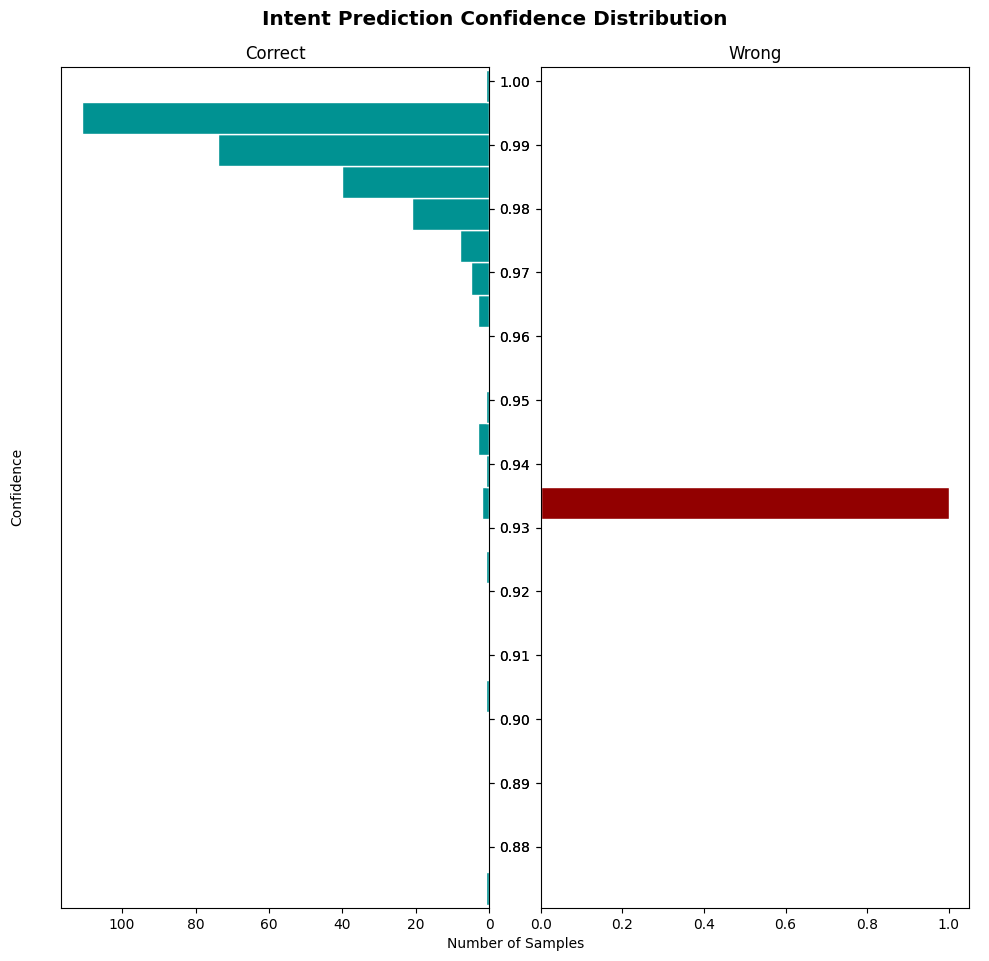 Intent Prediction Confidence Distribution
Correct
Wrong
Confidence
1.00
0.99
0.98
0.97
0.96
0.95
0.94
0.93
0.92
0.91
0.90
0.89
0.88
100 80 60 40 20 0
0.0 0.2 0.4 0.6 0.8 1.0
Number of Samples